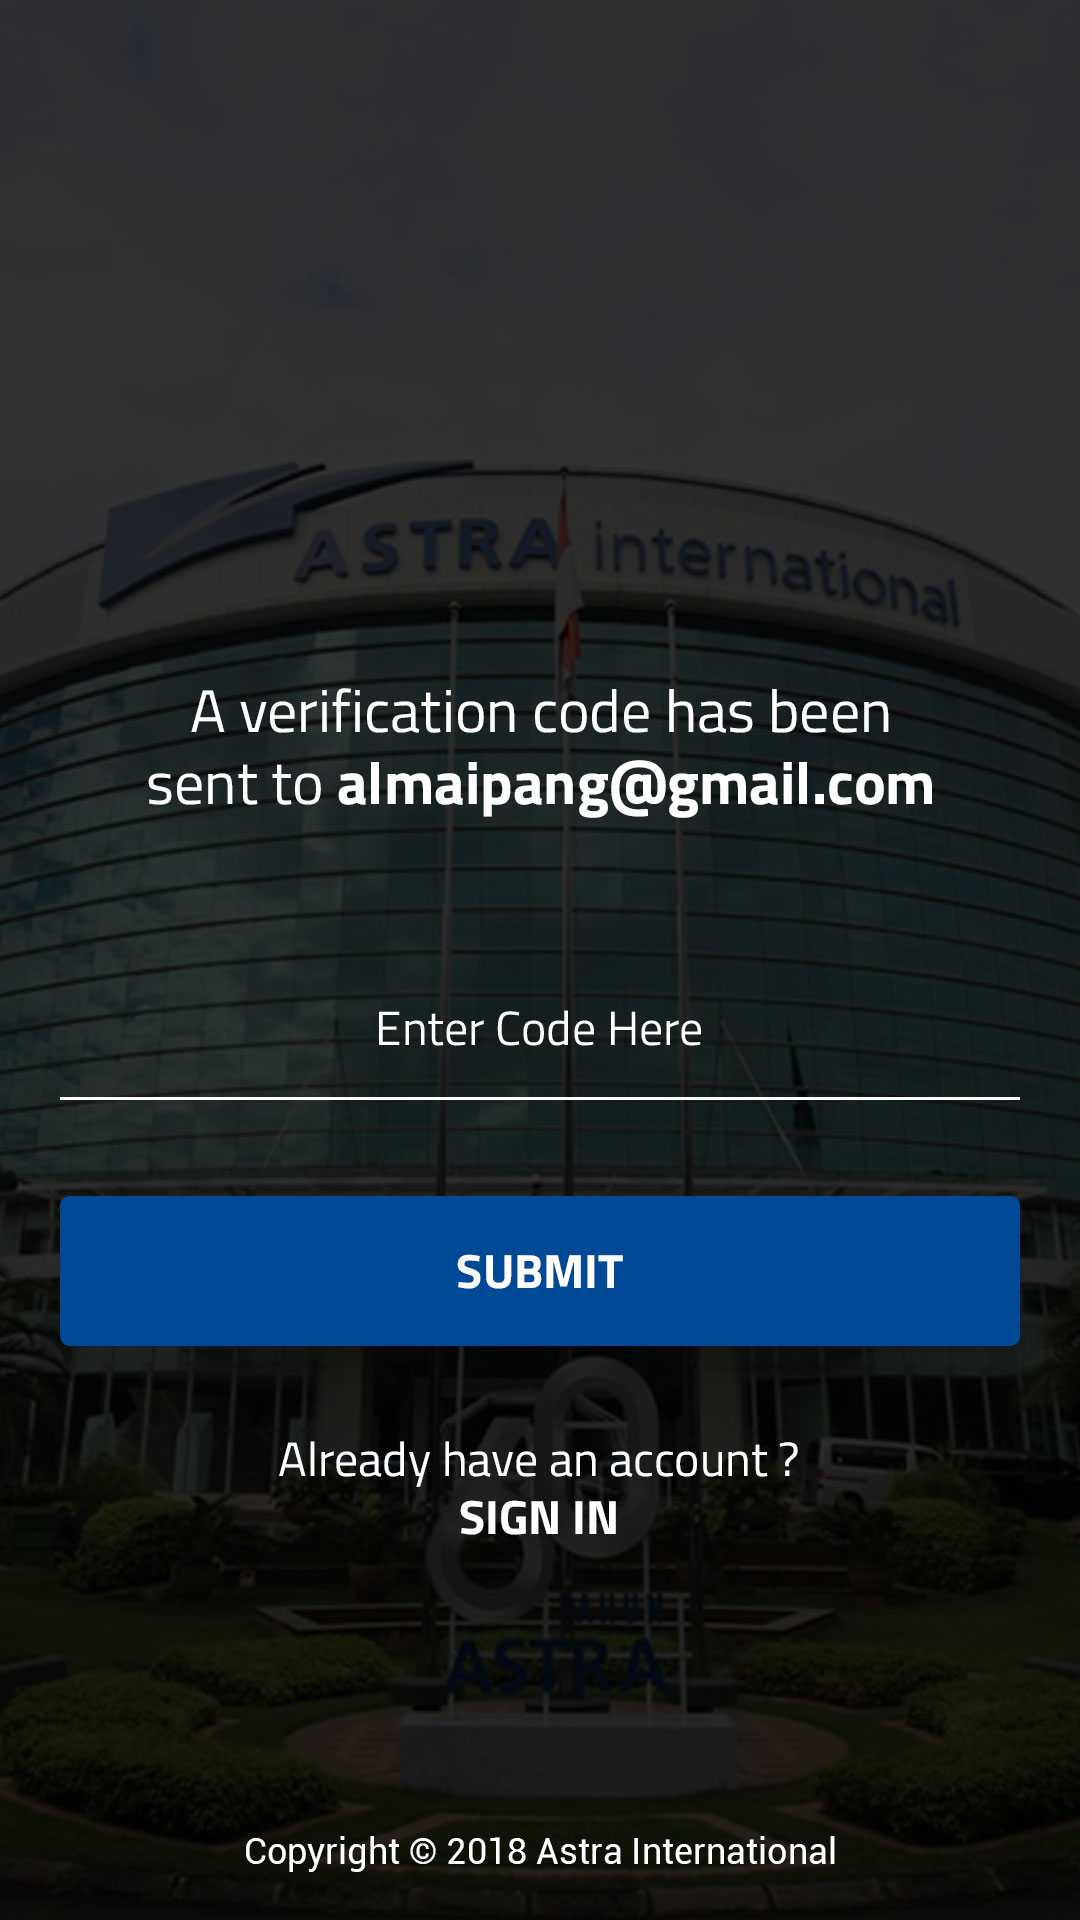 ASTRA international
A verification code has been
sent to almaipang@gmail.com
Enter Code Here
SUBMIT
Already have an account ?
SIGN IN
ASTRA
Copyright © 2018 Astra International